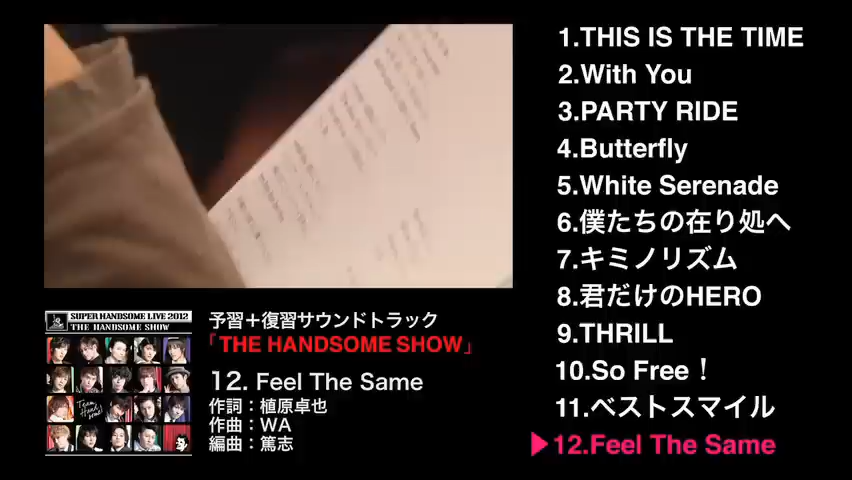 1.THIS IS THE TIME
2.With You
3.PARTY RIDE
4.Butterfly
5.White Serenade
6.僕たちの在り処へ
7.キミノリズム
8.君だけのHERO
9.THRILL
10.So Free！
11.ベストスマイル
▶12.Feel The Same
SUPER HANDSOME LIVE 2012
THE HANDSOME SHOW
Team Handsome!
予習＋復習サウンドトラック
「THE HANDSOME SHOW」
12. Feel The Same
作詞：植原卓也
作曲：WA
編曲：篤志